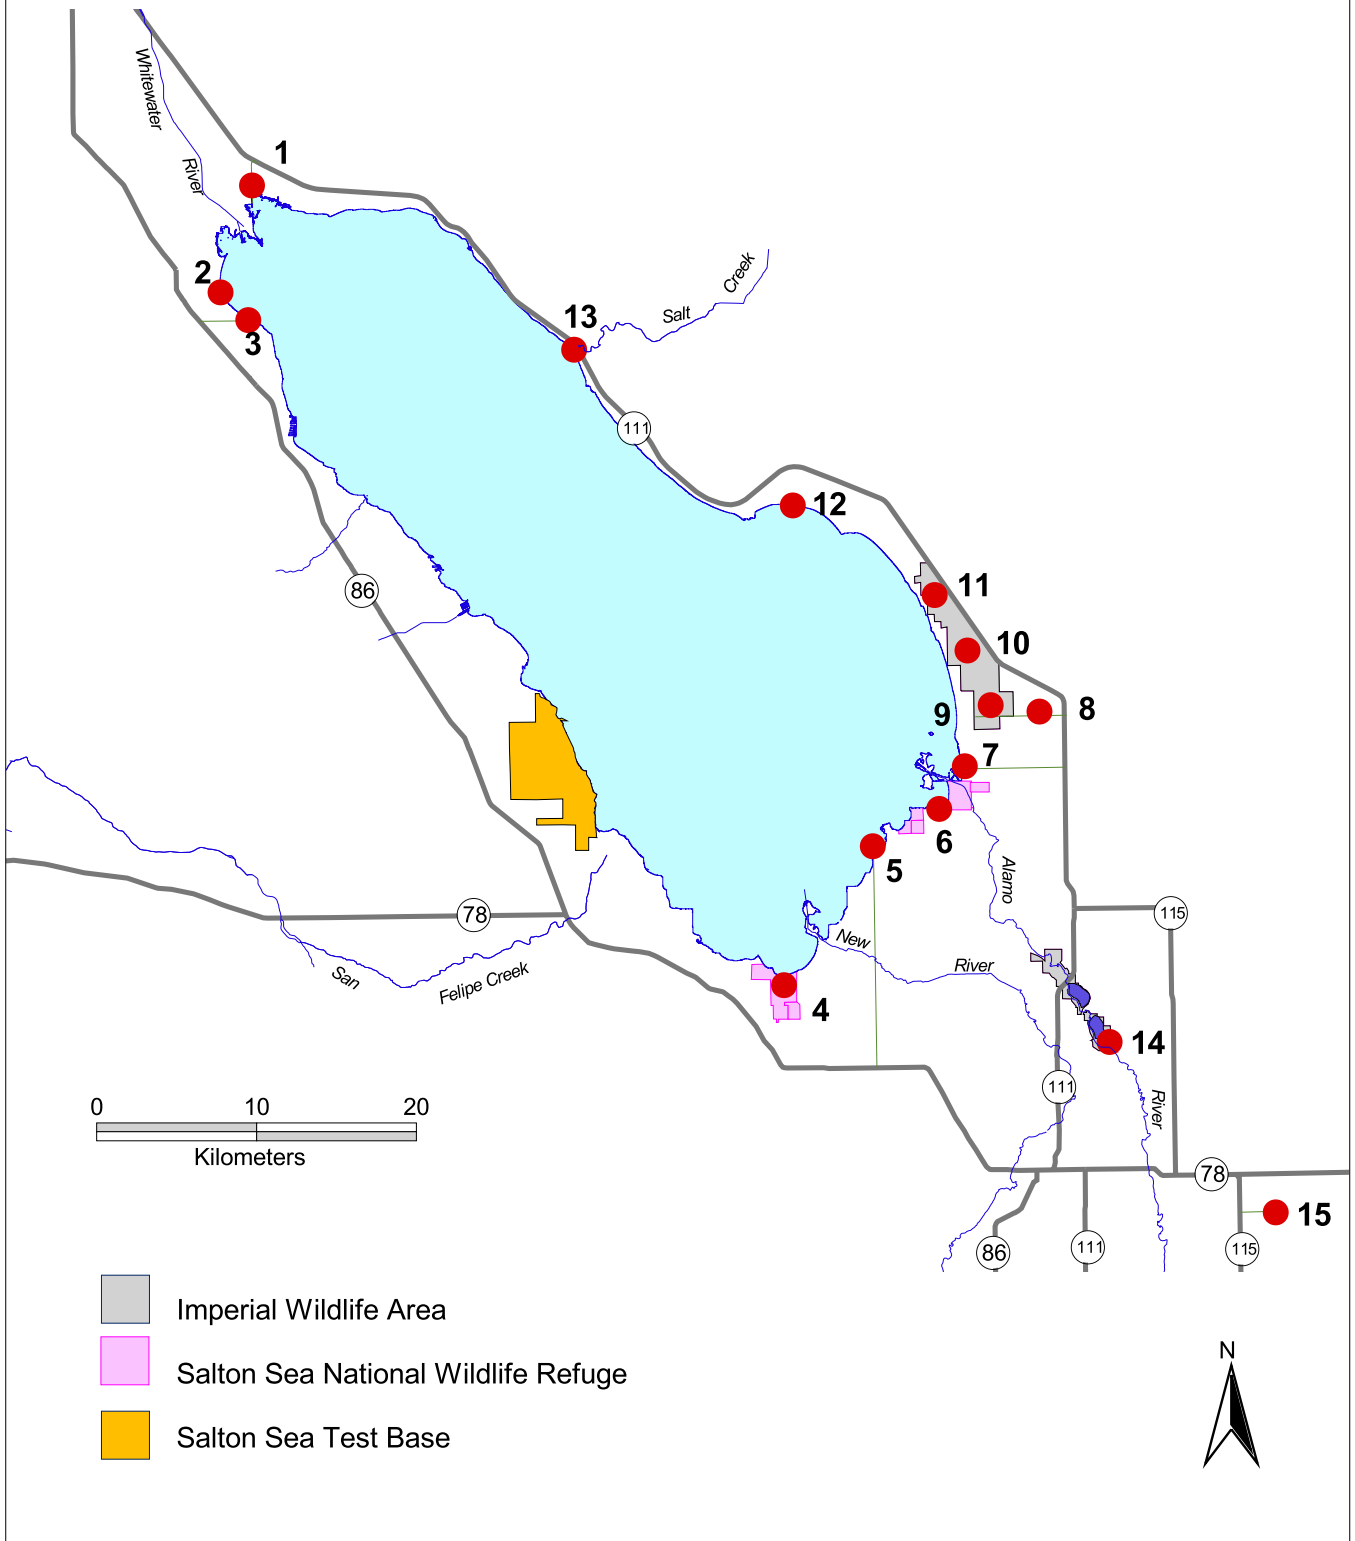 Whitewater
River
1
2
3
13
Salt
Creek
111
12
86
11
10
9
8
7
6
5
Alamo
78
115
New
River
San
Felipe Creek
4
14
111
River
0 10 20
Kilometers
78
15
86
111
115
Imperial Wildlife Area
Salton Sea National Wildlife Refuge
Salton Sea Test Base
N